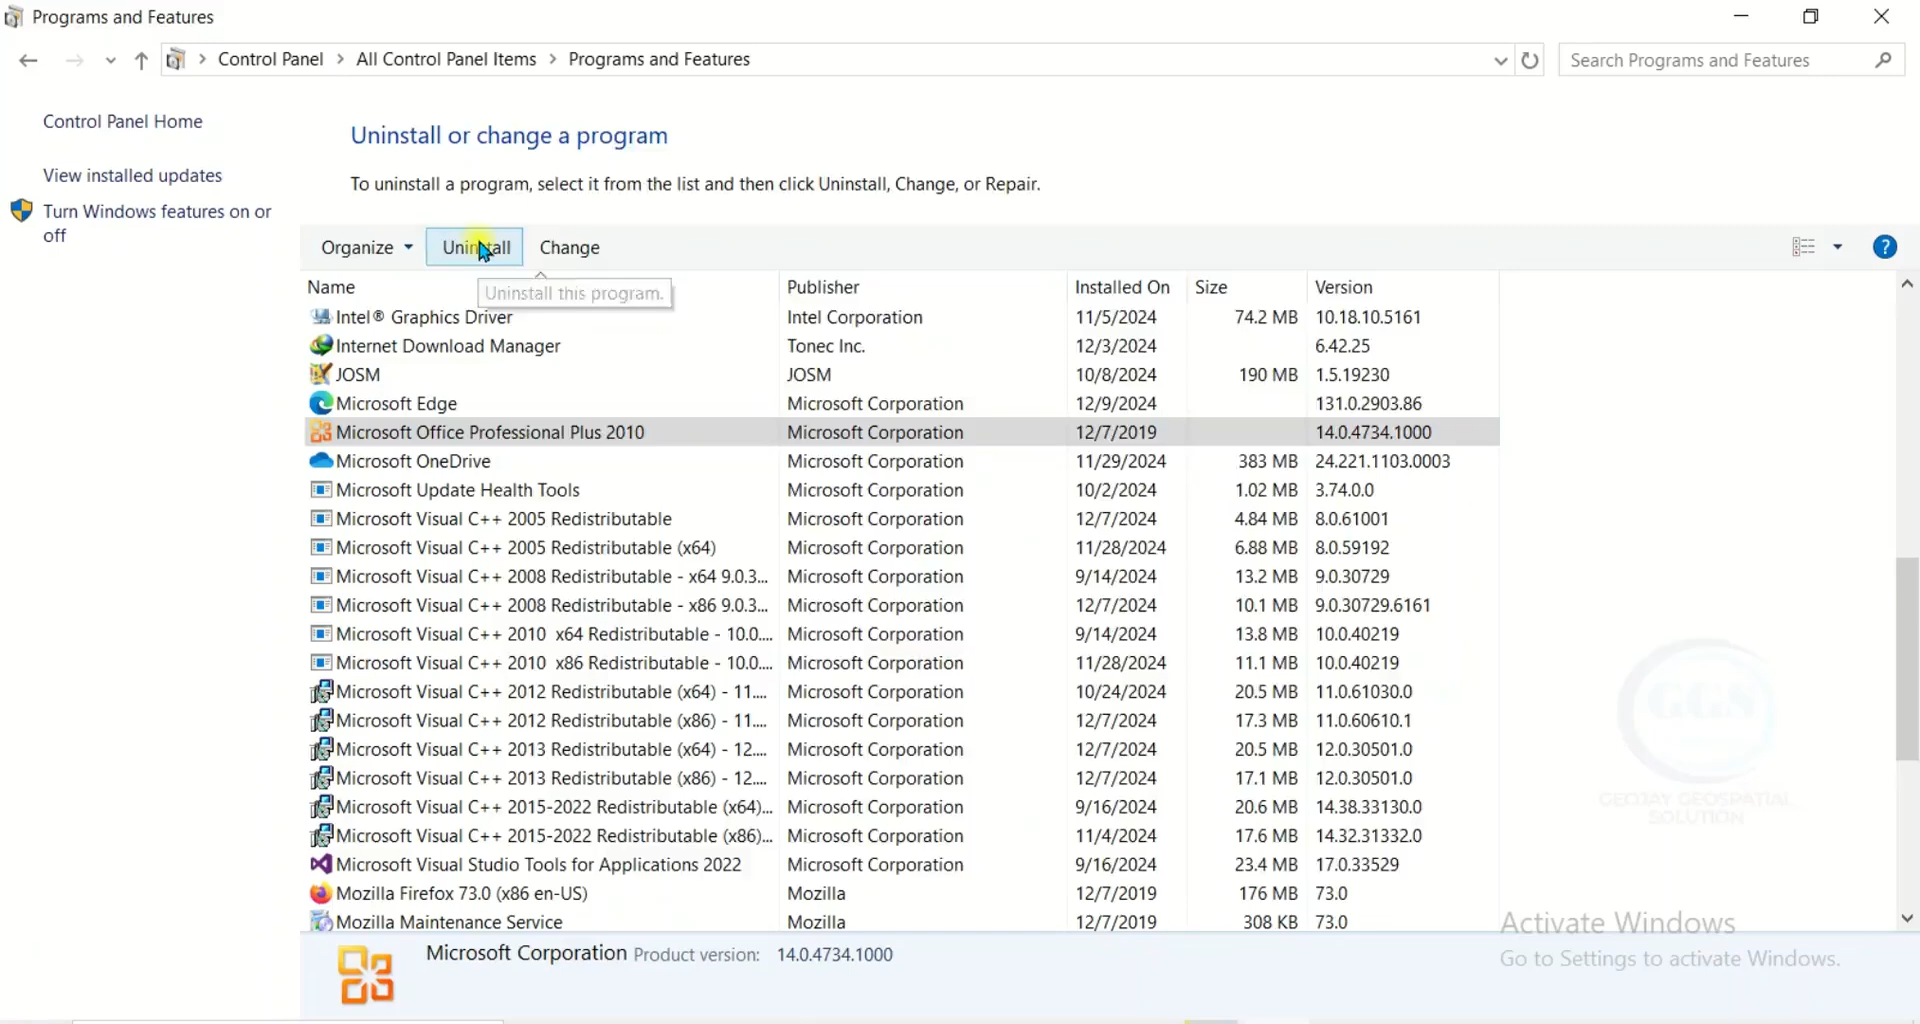 Programs and Features
Control Panel > All Control Panel Items > Programs and Features
Search Programs and Features
Control Panel Home
View installed updates
Turn Windows features on or
off
Uninstall or change a program
To uninstall a program, select it from the list and then click Uninstall, Change, or Repair.
Organize Uninstall Change
Uninstall this program.
Name Publisher Installed On Size Version
Intel® Graphics Driver Intel Corporation 11/5/2024 74.2 MB 10.18.10.5161
Internet Download Manager Tonec Inc. 12/3/2024 6.42.25
JOSM JOSM 10/8/2024 190 MB 1.5.19230
Microsoft Edge Microsoft Corporation 12/9/2024 131.0.2903.86
Microsoft Office Professional Plus 2010 Microsoft Corporation 12/7/2019 14.0.4734.1000
Microsoft OneDrive Microsoft Corporation 11/29/2024 383 MB 24.221.1103.0003
Microsoft Update Health Tools Microsoft Corporation 10/2/2024 1.02 MB 3.74.0.0
Microsoft Visual C++ 2005 Redistributable Microsoft Corporation 12/7/2024 4.84 MB 8.0.61001
Microsoft Visual C++ 2005 Redistributable (x64) Microsoft Corporation 11/28/2024 6.88 MB 8.0.59192
Microsoft Visual C++ 2008 Redistributable - x64 9.0.3... Microsoft Corporation 9/14/2024 13.2 MB 9.0.30729
Microsoft Visual C++ 2008 Redistributable - x86 9.0.3... Microsoft Corporation 12/7/2024 10.1 MB 9.0.30729.6161
Microsoft Visual C++ 2010 x64 Redistributable - 10.0.... Microsoft Corporation 9/14/2024 13.8 MB 10.0.40219
Microsoft Visual C++ 2010 x86 Redistributable - 10.0.... Microsoft Corporation 11/28/2024 11.1 MB 10.0.40219
Microsoft Visual C++ 2012 Redistributable (x64) - 11.... Microsoft Corporation 10/24/2024 20.5 MB 11.0.61030.0
Microsoft Visual C++ 2012 Redistributable (x86) - 11.... Microsoft Corporation 12/7/2024 17.3 MB 11.0.60610.1
Microsoft Visual C++ 2013 Redistributable (x64) - 12.... Microsoft Corporation 12/7/2024 20.5 MB 12.0.30501.0
Microsoft Visual C++ 2013 Redistributable (x86) - 12.... Microsoft Corporation 12/7/2024 17.1 MB 12.0.30501.0
Microsoft Visual C++ 2015-2022 Redistributable (x64)... Microsoft Corporation 9/16/2024 20.6 MB 14.38.33130.0
Microsoft Visual C++ 2015-2022 Redistributable (x86)... Microsoft Corporation 11/4/2024 17.6 MB 14.32.31332.0
Microsoft Visual Studio Tools for Applications 2022 Microsoft Corporation 9/16/2024 23.4 MB 17.0.33529
Mozilla Firefox 73.0 (x86 en-US) Mozilla 12/7/2019 176 MB 73.0
Mozilla Maintenance Service Mozilla 12/7/2019 308 KB 73.0
GGS
GEOJAY GEOSPATIAL
SOLUTION
Activate Windows
Go to Settings to activate Windows.
Microsoft Corporation Product version: 14.0.4734.1000